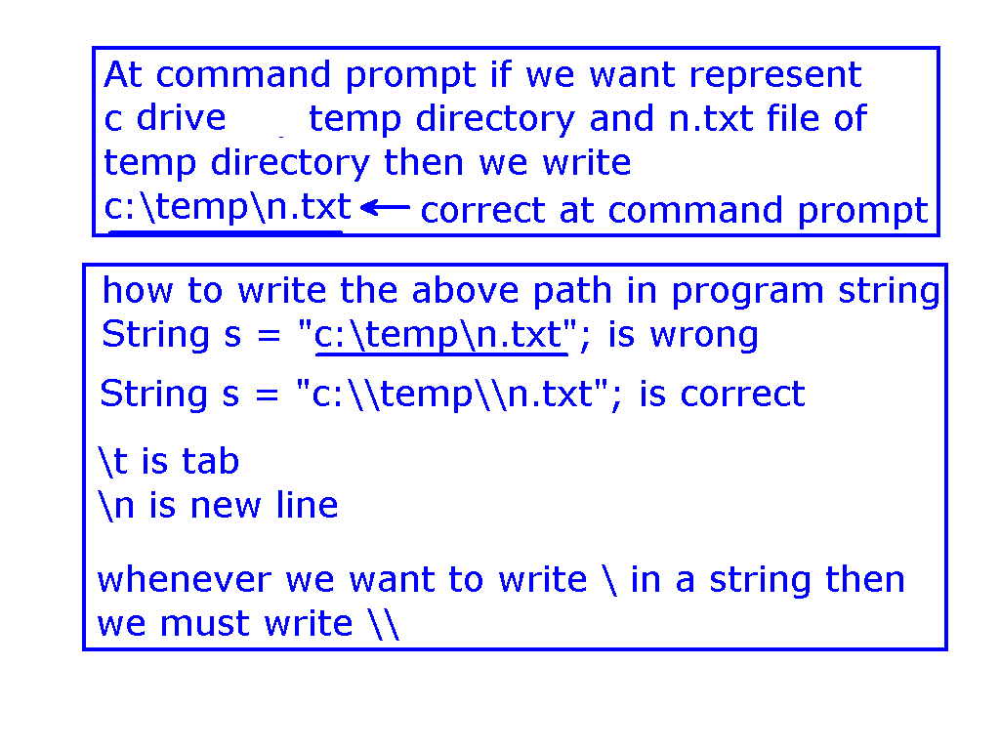 At command prompt if we want represent
c drive temp directory and n.txt file of
temp directory then we write
c:\temp\n.txt ← correct at command prompt
how to write the above path in program string
String s = "c:\temp\n.txt"; is wrong
String s = "c:\\temp\\n.txt"; is correct
\t is tab
\n is new line
whenever we want to write \ in a string then
we must write \\